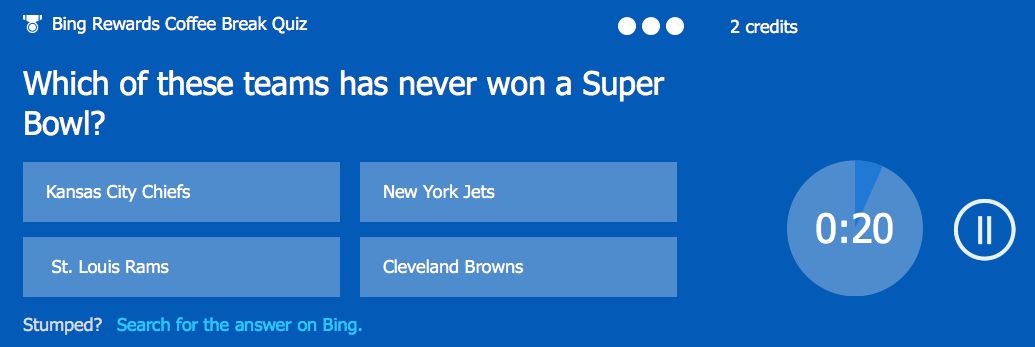 Bing Rewards Coffee Break Quiz
2 credits
Which of these teams has never won a Super
Bowl?
Kansas City Chiefs
New York Jets
St. Louis Rams
Cleveland Browns
0:20
Stumped? Search for the answer on Bing.